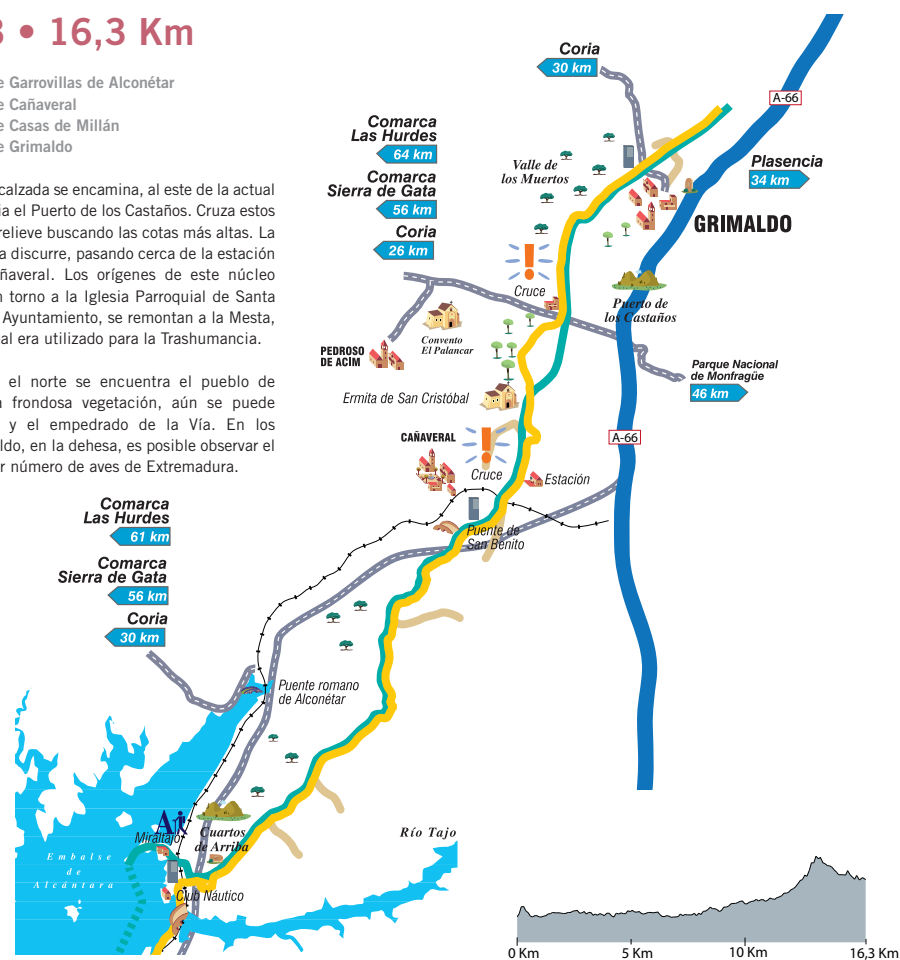 3 • 16,3 Km
e Garrovillas de Alconétar
e Cañaveral
e Casas de Millán
e Grimaldo
calzada se encamina, al este de la actual
ia el Puerto de los Castaños. Cruza estos
relieve buscando las cotas más altas. La
a discurre, pasando cerca de la estación
ñaveral. Los orígenes de este núcleo
n torno a la Iglesia Parroquial de Santa
Ayuntamiento, se remontan a la Mesta,
al era utilizado para la Trashumancia.
el norte se encuentra el pueblo de
n frondosa vegetación, aún se puede
y el empedrado de la Vía. En los
ldo, en la dehesa, es posible observar el
r número de aves de Extremadura.
Coria
30 km
A-66
Comarca
Las Hurdes
64 km
Comarca
Sierra de Gata
56 km
Coria
26 km
Valle de
los Muertos
Plasencia
34 km
GRIMALDO
Cruce
Puerto de
los Castaños
Convento
El Palancar
PEDROSO
DE ACÍM
Parque Nacional
de Monfragüe
46 km
Ermita de San Cristóbal
CAÑAVERAL
A-66
Cruce
Estación
Puente de
San Benito
Comarca
Las Hurdes
61 km
Comarca
Sierra de Gata
56 km
Coria
30 km
Puente romano
de Alconétar
Miraltajo
Cuartos
de Arriba
Río Tajo
Embalse
de
Alcántara
Club Náutico
0 Km
5 Km
10 Km
16,3 Km